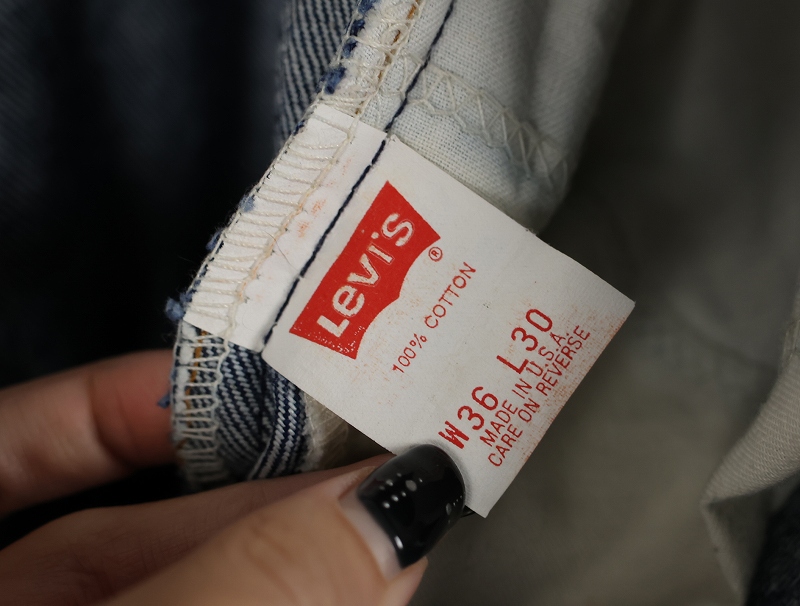 Levi's ®
100% COTTON
W36 L30
MADE IN U.S.A.
CARE ON REVERSE